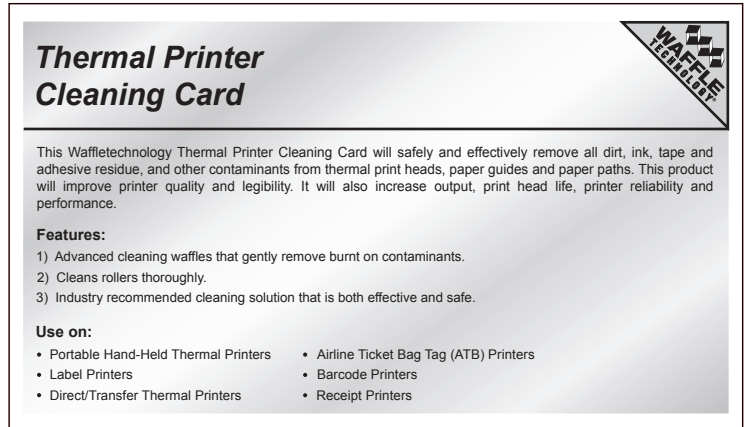 Thermal Printer
Cleaning Card
WAFFLE
TECHNOLOGY®
This Waffletechnology Thermal Printer Cleaning Card will safely and effectively remove all dirt, ink, tape and
adhesive residue, and other contaminants from thermal print heads, paper guides and paper paths. This product
will improve printer quality and legibility. It will also increase output, print head life, printer reliability and
performance.
Features:
1) Advanced cleaning waffles that gently remove burnt on contaminants.
2) Cleans rollers thoroughly.
3) Industry recommended cleaning solution that is both effective and safe.
Use on:
• Portable Hand-Held Thermal Printers • Airline Ticket Bag Tag (ATB) Printers
• Label Printers • Barcode Printers
• Direct/Transfer Thermal Printers • Receipt Printers